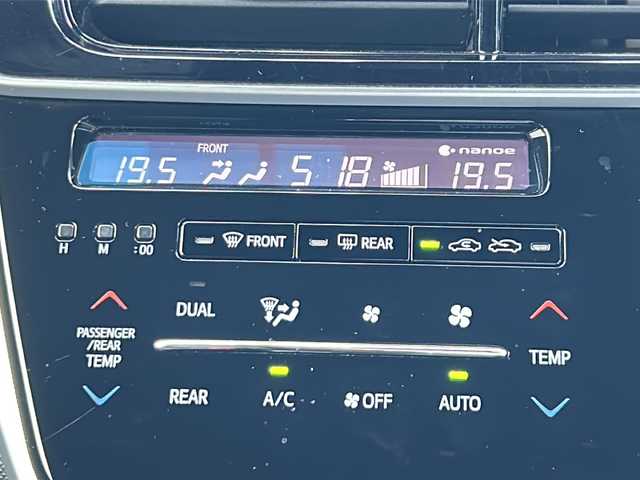 FRONT nanoe
19.5 5 18 19.5
H M :00 FRONT REAR
DUAL
PASSENGER
/REAR
TEMP
TEMP
REAR A/C OFF AUTO